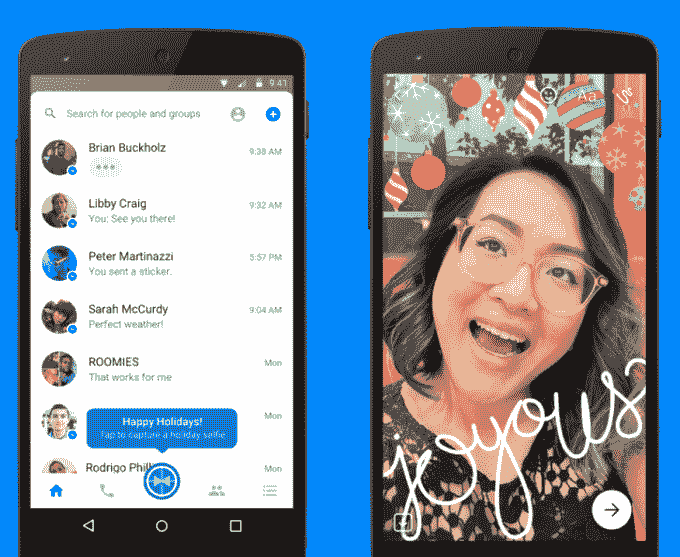 9:41
Search for people and groups
Brian Buckholz
9:38 AM
Libby Craig
9:32 AM
You: See you there!
Peter Martinazzi
5:57 PM
You sent a sticker.
Sarah McCurdy
9:04 AM
Perfect weather!
ROOMIES
Mon
That works for me
Mon
Happy Holidays!
Tap to capture a holiday selfie
Rodrigo Phill
Mon
Aa
joyous